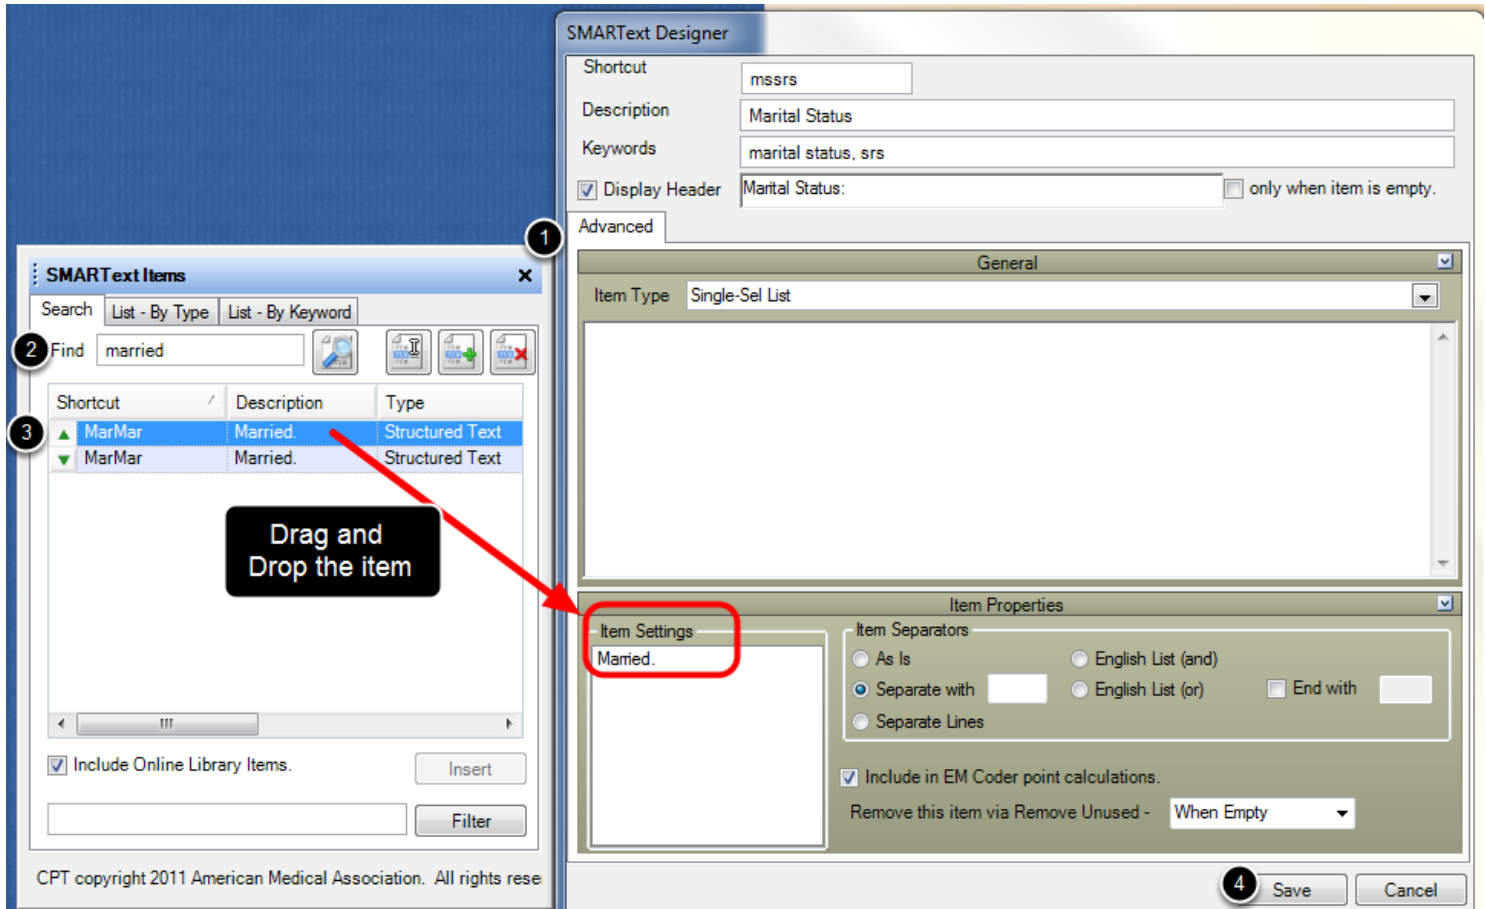 SMARText Designer
Shortcut
mssrs
Description
Marital Status
Keywords
marital status, srs
Display Header
Marital Status:
only when item is empty.
1
Advanced
General
Item Type
Single-Sel List
SMARText Items
Search
List - By Type
List - By Keyword
2
Find
married
Shortcut
Description
Type
3
MarMar
Married.
Structured Text
MarMar
Married.
Structured Text
Drag and
Drop the item
Include Online Library Items.
Insert
Filter
CPT copyright 2011 American Medical Association. All rights rese
Item Properties
Item Settings
Married.
Item Separators
As Is
English List (and)
Separate with
English List (or)
End with
Separate Lines
Include in EM Coder point calculations.
Remove this item via Remove Unused -
When Empty
4
Save
Cancel